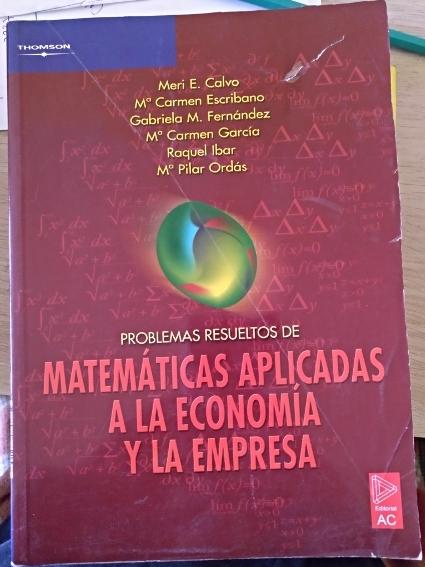 THOMSON
Meri E. Calvo
Mª Carmen Escribano
Gabriela M. Fernández
Mª Carmen García
Raquel Ibar
Mª Pilar Ordás
PROBLEMAS RESUELTOS DE
MATEMÁTICAS APLICADAS
A LA ECONOMÍA
Y LA EMPRESA
Editorial
AC